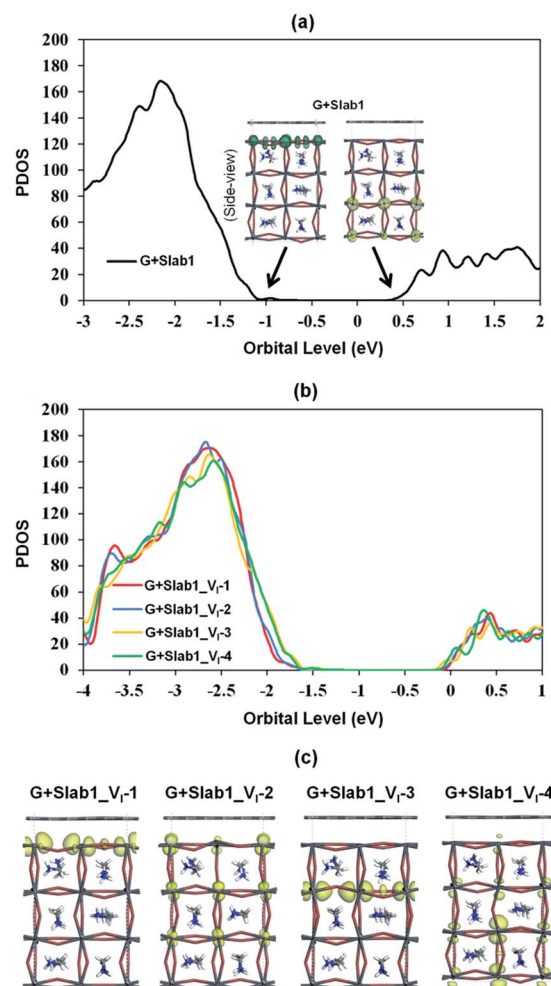 (a)
200
180
160
140
120
100
80
60
40
20
0
PDOS
G+Slab1
(Side-view)
G+Slab1
-3 -2.5 -2 -1.5 -1 -0.5 0 0.5 1 1.5 2
Orbital Level (eV)
(b)
200
180
160
140
120
100
80
60
40
20
0
PDOS
G+Slab1_VI-1
G+Slab1_VI-2
G+Slab1_VI-3
G+Slab1_VI-4
-4 -3.5 -3 -2.5 -2 -1.5 -1 -0.5 0 0.5 1
Orbital Level (eV)
(c)
G+Slab1_VI-1 G+Slab1_VI-2 G+Slab1_VI-3 G+Slab1_VI-4